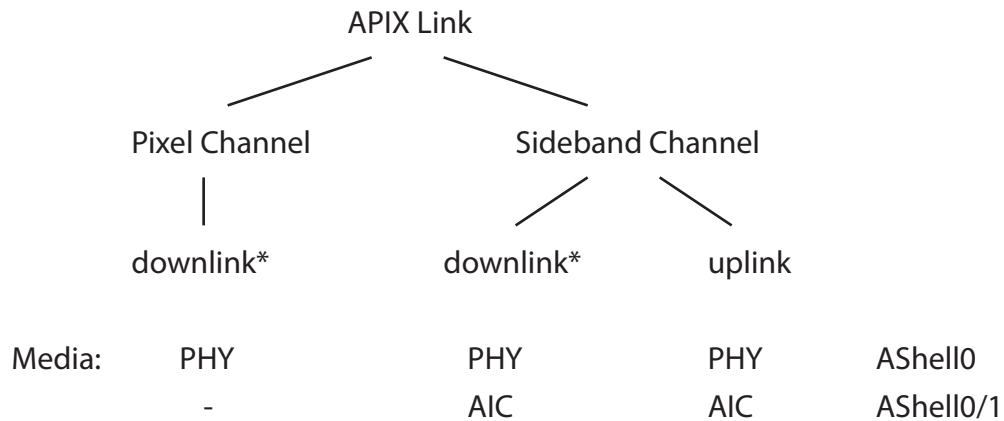 APIX Link
Pixel Channel Sideband Channel
downlink* downlink* uplink
Media: PHY PHY PHY AShell0
- AIC AIC AShell0/1